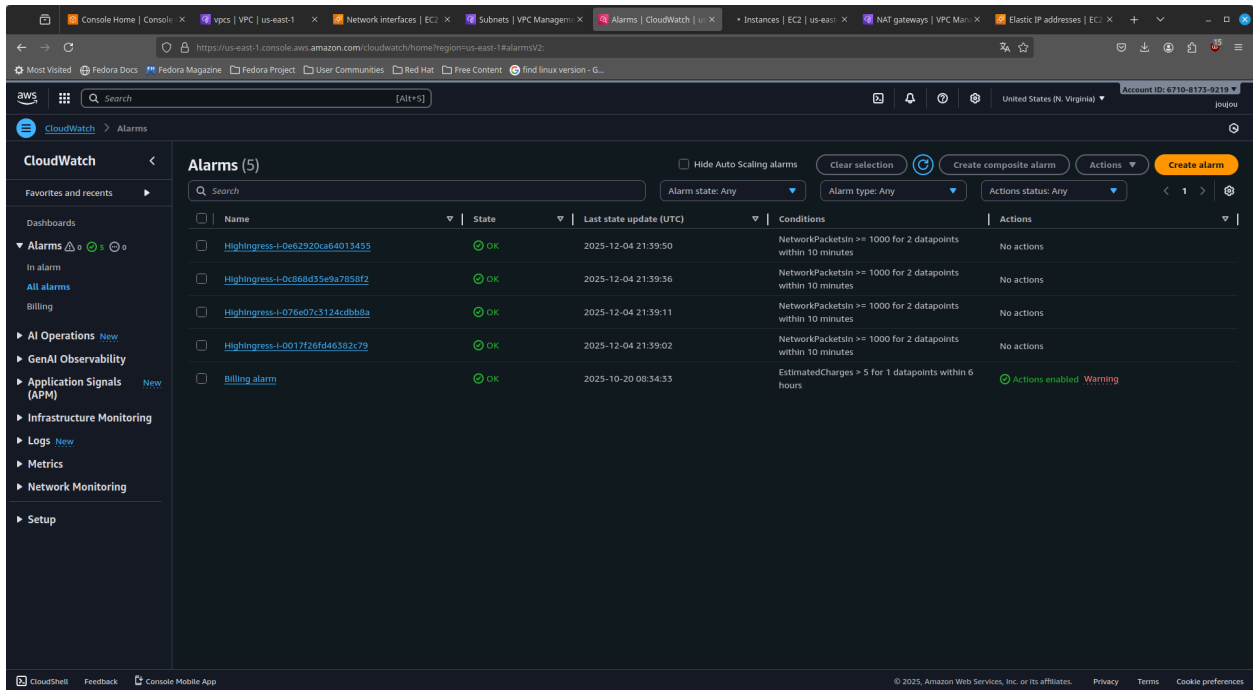 Console Home | Console
vpcs | VPC | us-east-1
Network interfaces | EC2
Subnets | VPC Manageme
Alarms | CloudWatch | us
Instances | EC2 | us-east-
NAT gateways | VPC Man
Elastic IP addresses | EC2
https://us-east-1.console.aws.amazon.com/cloudwatch/home?region=us-east-1#alarmsV2:
15
Most Visited Fedora Docs Fedora Magazine Fedora Project User Communities Red Hat Free Content find linux version - G...
aws Search [Alt+S] United States (N. Virginia) ▼ Account ID: 6710-8173-9219 ▼
joujou
CloudWatch > Alarms
CloudWatch
Favorites and recents
Dashboards
Alarms 0 5 0
In alarm
All alarms
Billing
AI Operations New
GenAI Observability
Application Signals (APM) New
Infrastructure Monitoring
Logs New
Metrics
Network Monitoring
Setup
Alarms (5)
Hide Auto Scaling alarms Clear selection Create composite alarm Actions ▼ Create alarm
Search Alarm state: Any Alarm type: Any Actions status: Any < 1 >
Name State Last state update (UTC) Conditions Actions
HighIngress-i-0e62920ca64013455 OK 2025-12-04 21:39:50 NetworkPacketsIn >= 1000 for 2 datapoints within 10 minutes No actions
HighIngress-i-0c868d35e9a7858f2 OK 2025-12-04 21:39:36 NetworkPacketsIn >= 1000 for 2 datapoints within 10 minutes No actions
HighIngress-i-076e07c3124cdbb8a OK 2025-12-04 21:39:11 NetworkPacketsIn >= 1000 for 2 datapoints within 10 minutes No actions
HighIngress-i-0017f26fd46382c79 OK 2025-12-04 21:39:02 NetworkPacketsIn >= 1000 for 2 datapoints within 10 minutes No actions
Billing alarm OK 2025-10-20 08:34:33 EstimatedCharges > 5 for 1 datapoints within 6 hours Actions enabled Warning
CloudShell Feedback Console Mobile App © 2025, Amazon Web Services, Inc. or its affiliates. Privacy Terms Cookie preferences